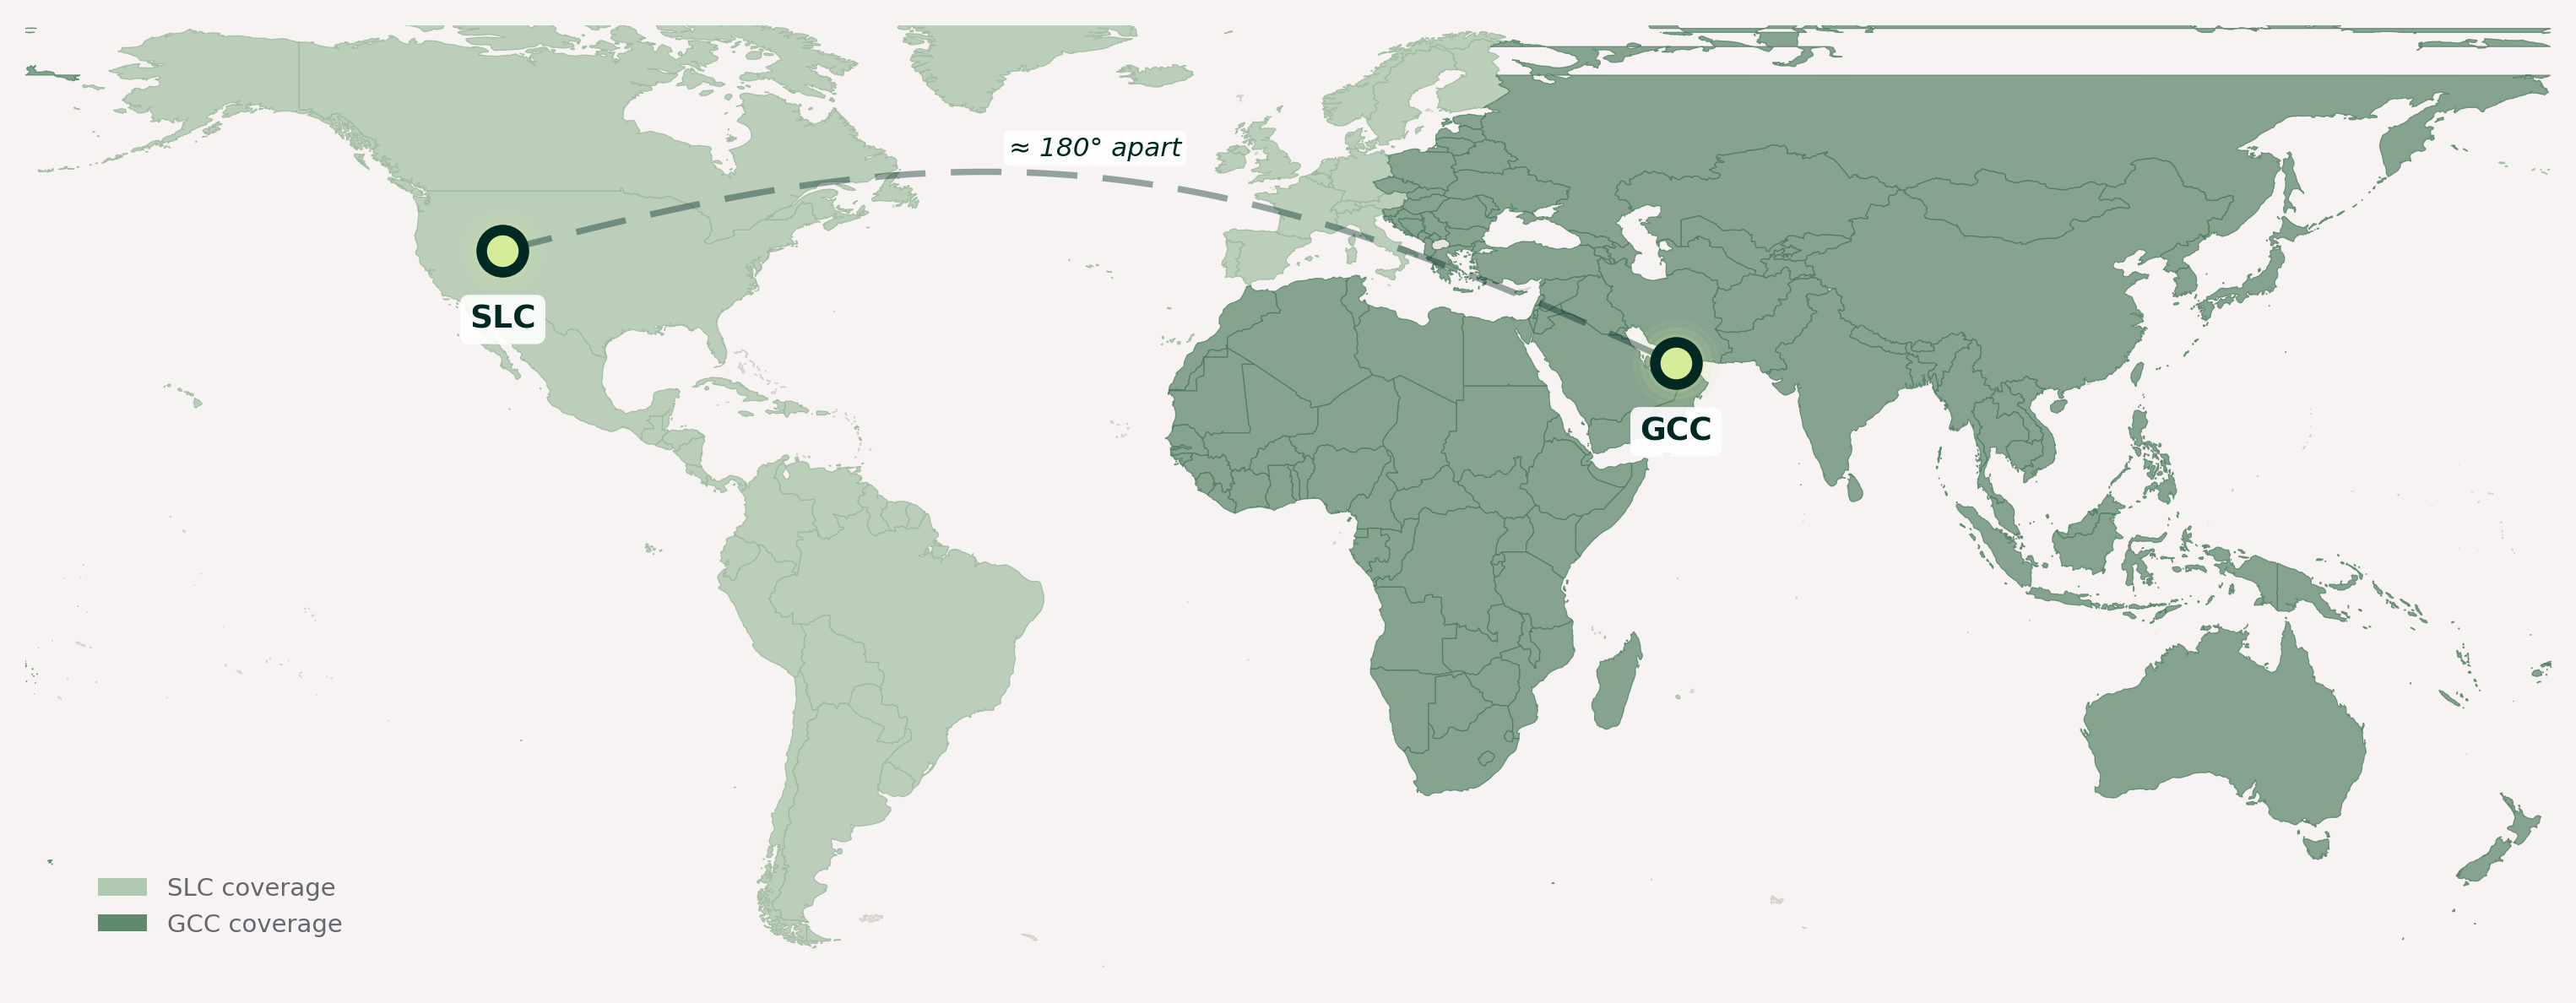 ≈ 180° apart
SLC
GCC
SLC coverage
GCC coverage